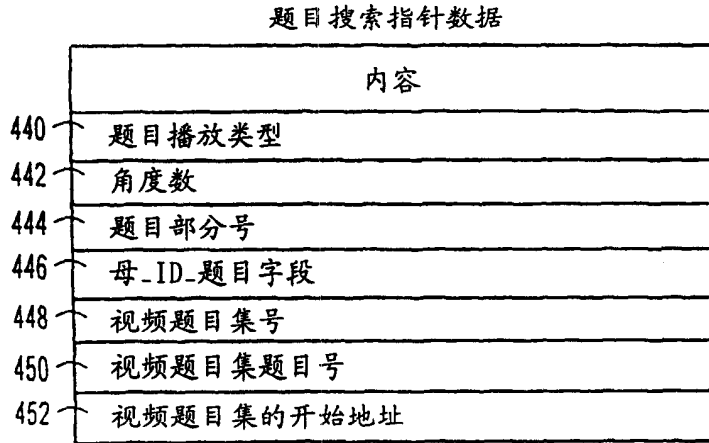 题目搜索指针数据
内容
440 题目播放类型
442 角度数
444 题目部分号
446 母_ID_题目字段
448 视频题目集号
450 视频题目集题目号
452 视频题目集的开始地址